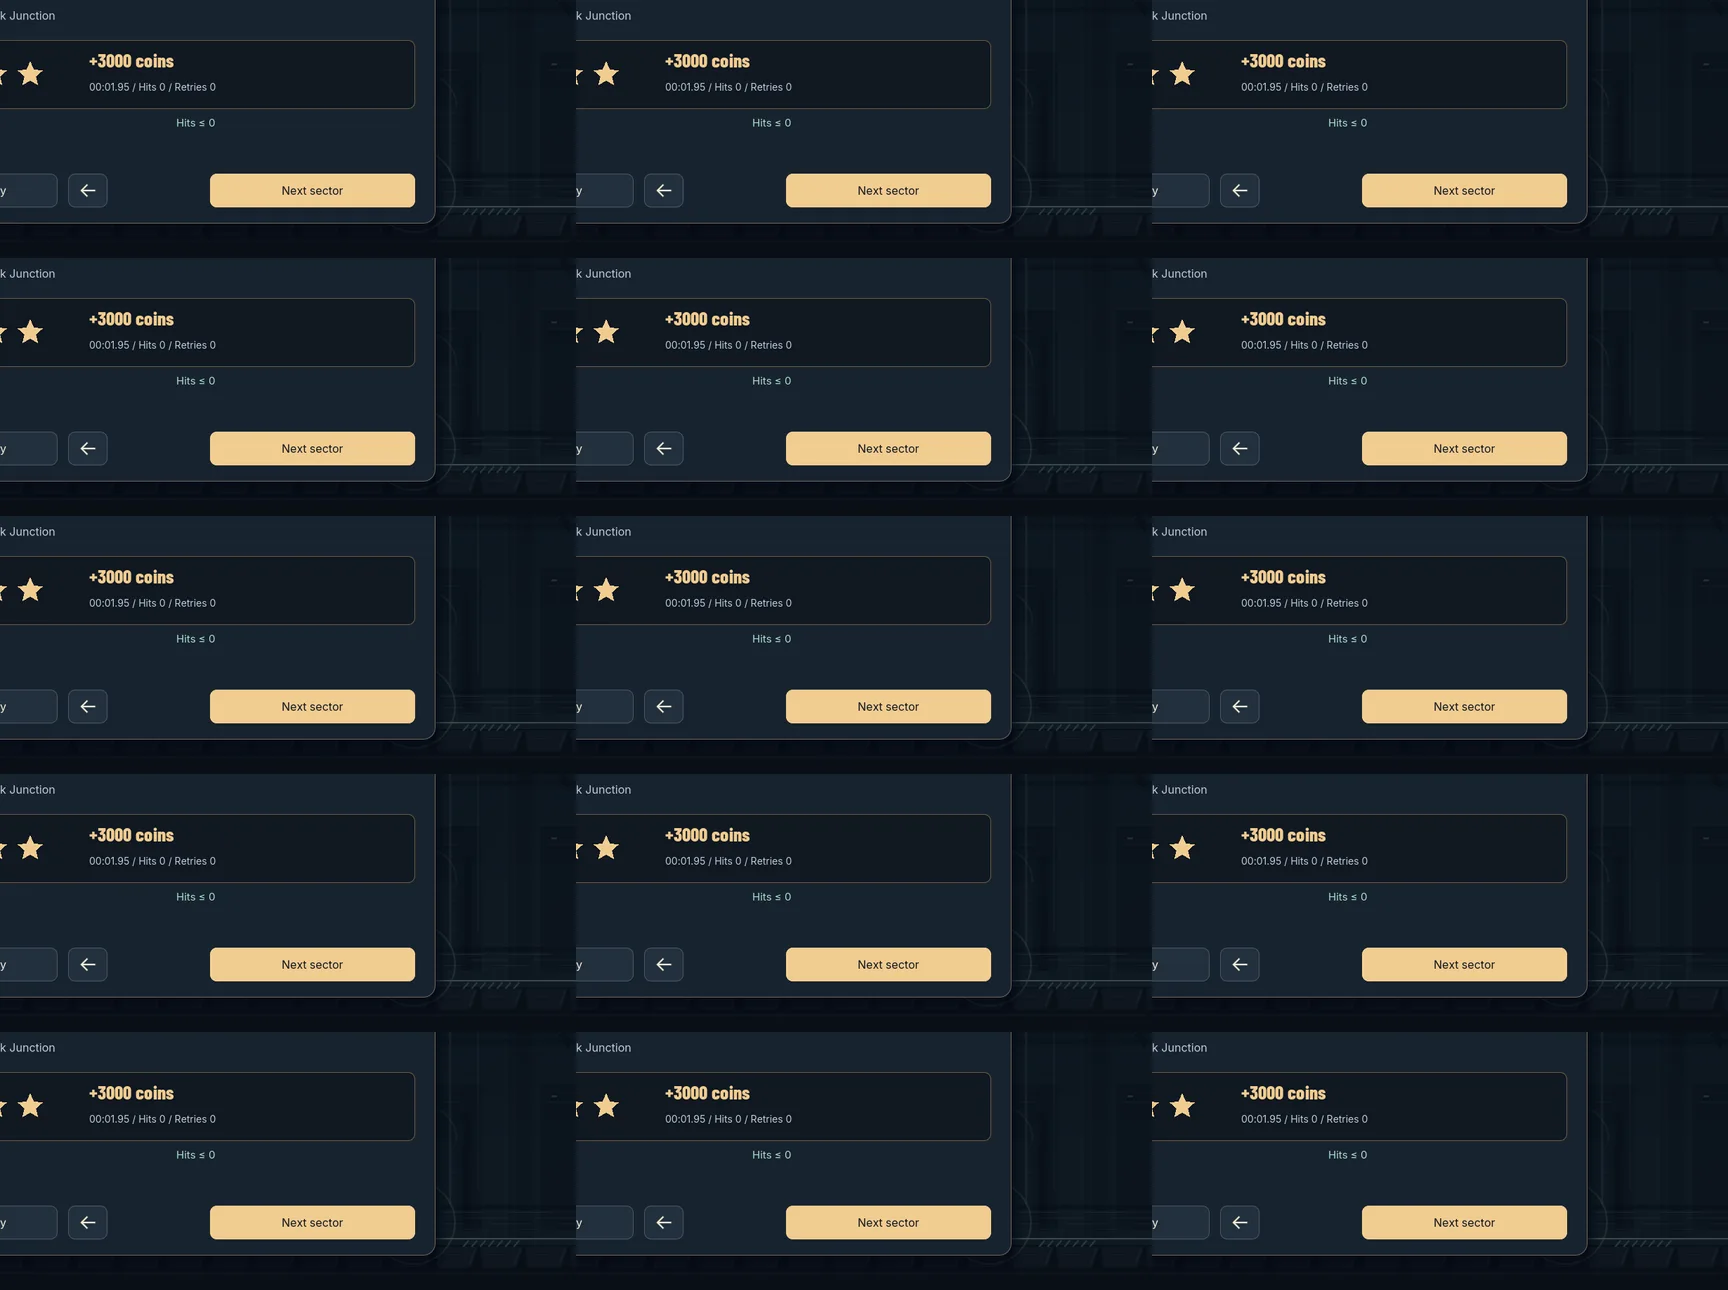 k Junction
+3000 coins
00:01.95 / Hits 0 / Retries 0
Hits ≤ 0
y
Next sector
k Junction
+3000 coins
00:01.95 / Hits 0 / Retries 0
Hits ≤ 0
y
Next sector
k Junction
+3000 coins
00:01.95 / Hits 0 / Retries 0
Hits ≤ 0
y
Next sector
k Junction
+3000 coins
00:01.95 / Hits 0 / Retries 0
Hits ≤ 0
y
Next sector
k Junction
+3000 coins
00:01.95 / Hits 0 / Retries 0
Hits ≤ 0
y
Next sector
k Junction
+3000 coins
00:01.95 / Hits 0 / Retries 0
Hits ≤ 0
y
Next sector
k Junction
+3000 coins
00:01.95 / Hits 0 / Retries 0
Hits ≤ 0
y
Next sector
k Junction
+3000 coins
00:01.95 / Hits 0 / Retries 0
Hits ≤ 0
y
Next sector
k Junction
+3000 coins
00:01.95 / Hits 0 / Retries 0
Hits ≤ 0
y
Next sector
k Junction
+3000 coins
00:01.95 / Hits 0 / Retries 0
Hits ≤ 0
y
Next sector
k Junction
+3000 coins
00:01.95 / Hits 0 / Retries 0
Hits ≤ 0
y
Next sector
k Junction
+3000 coins
00:01.95 / Hits 0 / Retries 0
Hits ≤ 0
y
Next sector
k Junction
+3000 coins
00:01.95 / Hits 0 / Retries 0
Hits ≤ 0
y
Next sector
k Junction
+3000 coins
00:01.95 / Hits 0 / Retries 0
Hits ≤ 0
y
Next sector
k Junction
+3000 coins
00:01.95 / Hits 0 / Retries 0
Hits ≤ 0
y
Next sector